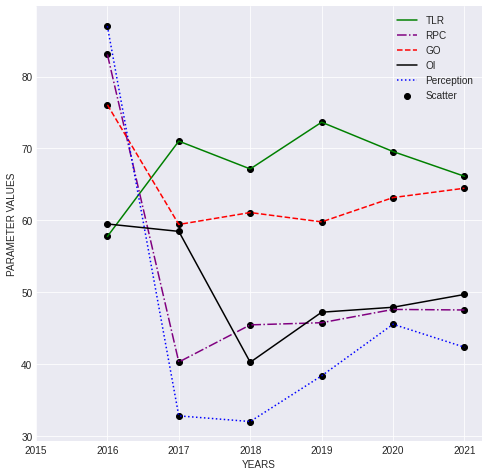 TLR
RPC
GO
OI
Perception
Scatter
80
70
60
50
40
30
PARAMETER VALUES
2015 2016 2017 2018 2019 2020 2021
YEARS